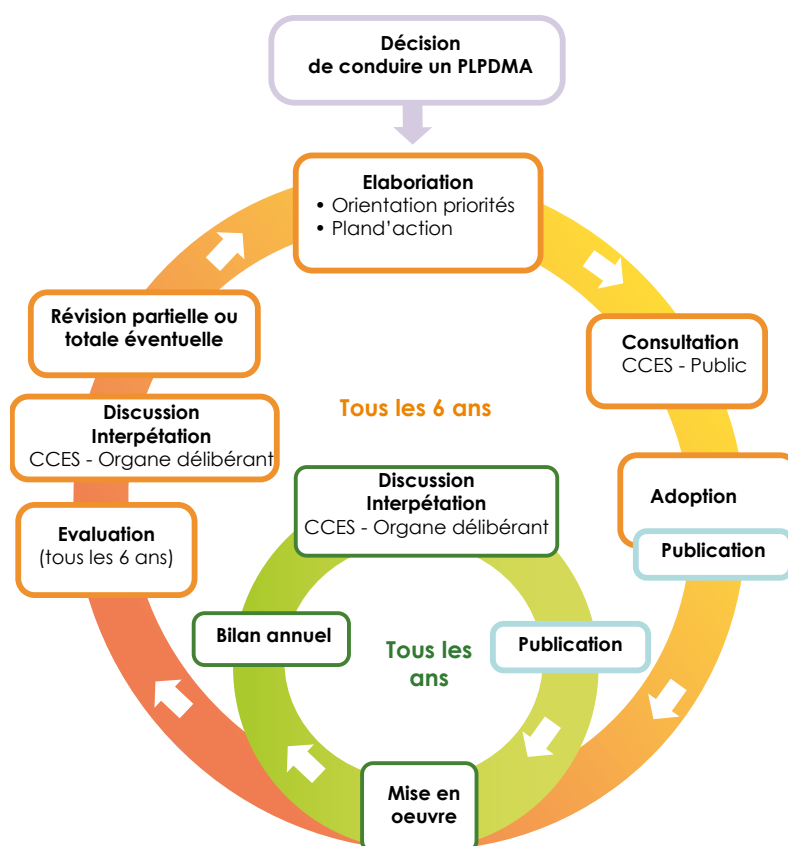 Décision
de conduire un PLPDMA
Elaboriation
• Orientation priorités
• Pland'action
Consultation
CCES - Public
Adoption
Publication
Révision partielle ou
totale éventuelle
Discussion
Interpétation
CCES - Organe délibérant
Evaluation
(tous les 6 ans)
Tous les 6 ans
Discussion
Interpétation
CCES - Organe délibérant
Bilan annuel
Tous les
ans
Publication
Mise en
oeuvre